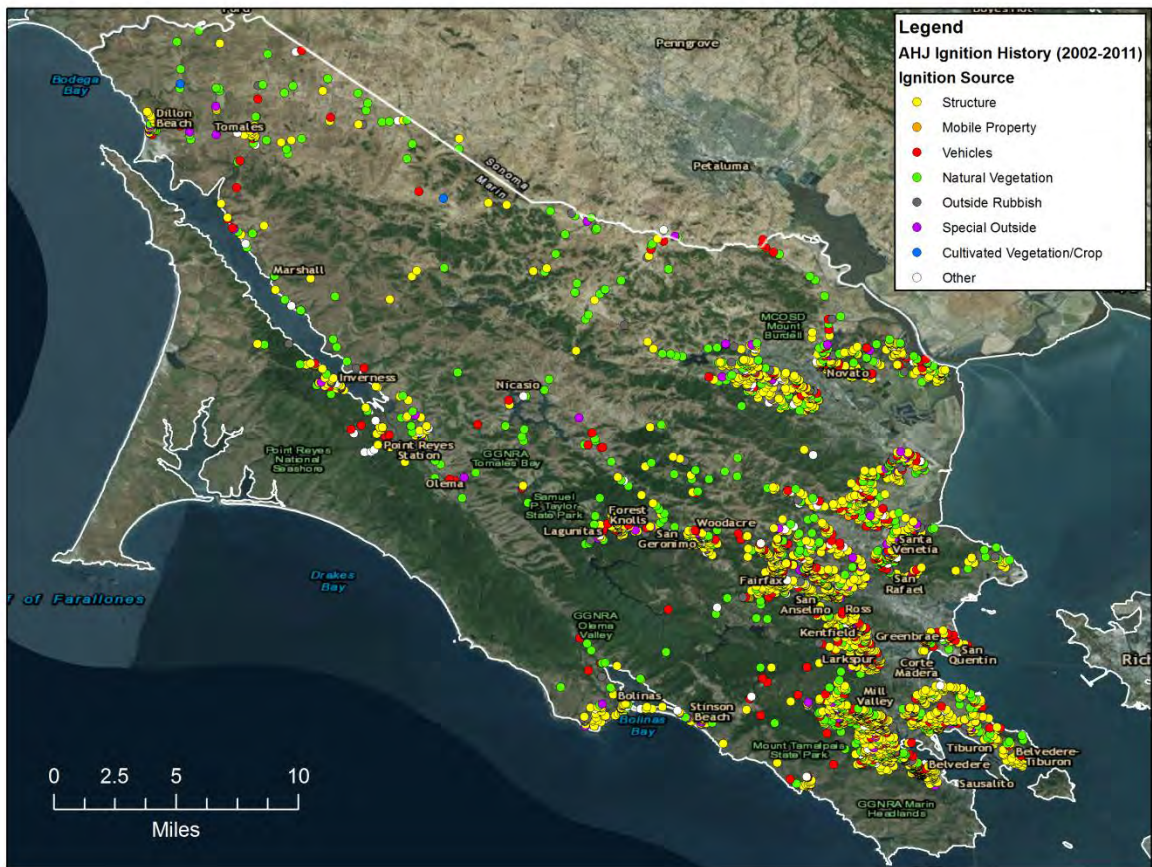 Legend
AHJ Ignition History (2002-2011)
Ignition Source
Structure
Mobile Property
Vehicles
Natural Vegetation
Outside Rubbish
Special Outside
Cultivated Vegetation/Crop
Other
Penngrove
Bodega
Bay
Dillon
Beach
Tomales
Petaluma
Sonoma
Marin
Marshall
MCOSD
Mount
Burdell
Novato
Inverness
Nicasio
Point Reyes
National
Seashore
Point Reyes
Station
GGNRA
Tomales Bay
Olema
Samuel
P. Taylor
State Park
Forest
Knolls
Lagunitas
San
Geronimo
Woodacre
Santa
Venetia
San
Rafael
Fairfax
San
Anselmo
Ross
Drakes
Bay
f of Farallones
GGNRA
Olema
Valley
Kentfield
Greenbrae
San
Quentin
Larkspur
Corte
Madera
Rich
Bolinas
Bolinas
Bay
Stinson
Beach
Mill
Valley
Mount Tamalpais
State Park
Tiburon
Belvedere-
Tiburon
Belvedere
Sausalito
GGNRA Marin
Headlands
0 2.5 5 10
Miles